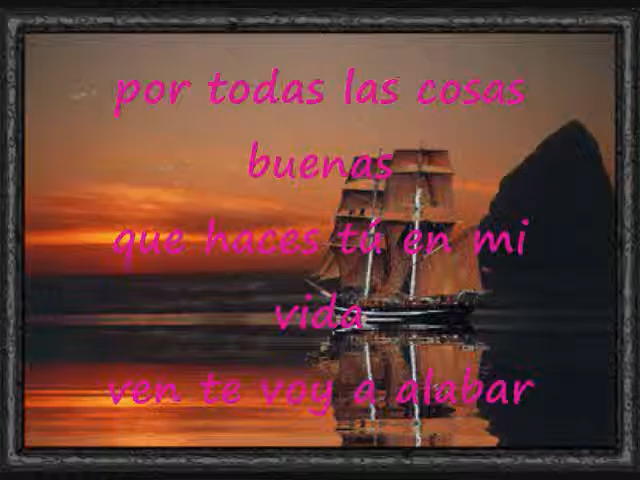 por todas las cosas
buenas
que haces tú en mi
vida
ven te voy a alabar